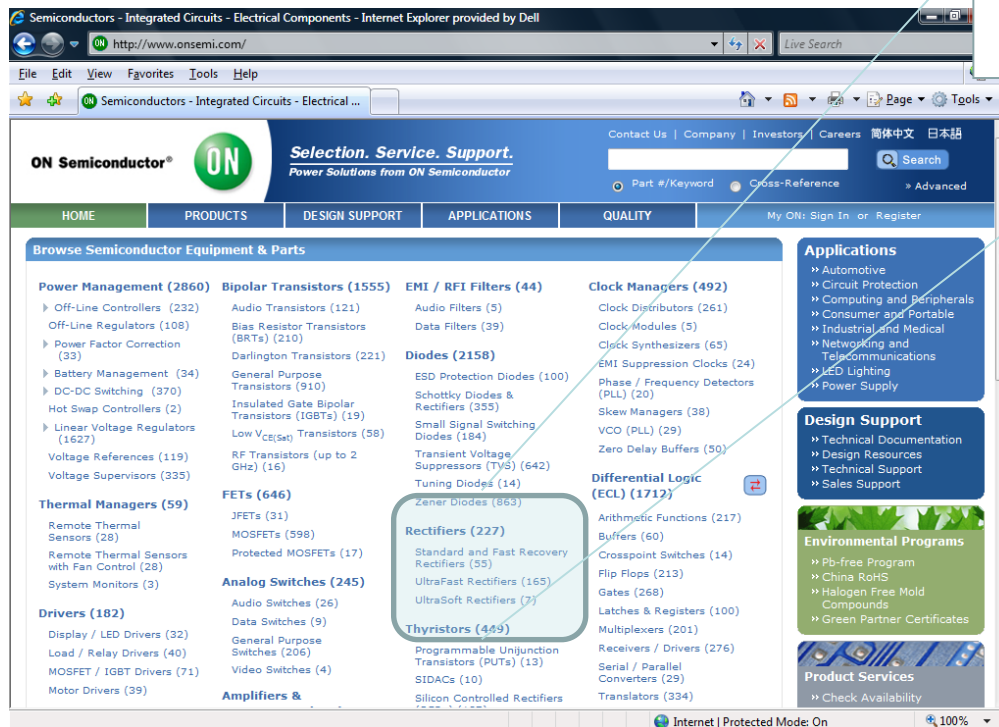 Semiconductors - Integrated Circuits - Electrical Components - Internet Explorer provided by Dell
http://www.onsemi.com/
Live Search
File Edit View Favorites Tools Help
Semiconductors - Integrated Circuits - Electrical ...
Page Tools
Contact Us | Company | Investors | Careers 简体中文 日本語
ON Semiconductor®
ON
Selection. Service. Support.
Power Solutions from ON Semiconductor
Search
Part #/Keyword Cross-Reference
» Advanced
HOME PRODUCTS DESIGN SUPPORT APPLICATIONS QUALITY My ON: Sign In or Register
Browse Semiconductor Equipment & Parts
Power Management (2860)
Off-Line Controllers (232)
Off-Line Regulators (108)
Power Factor Correction
(33)
Battery Management (34)
DC-DC Switching (370)
Hot Swap Controllers (2)
Linear Voltage Regulators
(1627)
Voltage References (119)
Voltage Supervisors (335)
Thermal Managers (59)
Remote Thermal
Sensors (28)
Remote Thermal Sensors
with Fan Control (28)
System Monitors (3)
Drivers (182)
Display / LED Drivers (32)
Load / Relay Drivers (40)
MOSFET / IGBT Drivers (71)
Motor Drivers (39)
Bipolar Transistors (1555)
Audio Transistors (121)
Bias Resistor Transistors
(BRTs) (210)
Darlington Transistors (221)
General Purpose
Transistors (910)
Insulated Gate Bipolar
Transistors (IGBTs) (19)
Low VCE(Sat) Transistors (58)
RF Transistors (up to 2
GHz) (16)
FETs (646)
JFETs (31)
MOSFETs (598)
Protected MOSFETs (17)
Analog Switches (245)
Audio Switches (26)
Data Switches (9)
General Purpose
Switches (206)
Video Switches (4)
Amplifiers &
EMI / RFI Filters (44)
Audio Filters (5)
Data Filters (39)
Diodes (2158)
ESD Protection Diodes (100)
Schottky Diodes &
Rectifiers (355)
Small Signal Switching
Diodes (184)
Transient Voltage
Suppressors (TVS) (642)
Tuning Diodes (14)
Zener Diodes (863)
Rectifiers (227)
Standard and Fast Recovery
Rectifiers (55)
UltraFast Rectifiers (165)
UltraSoft Rectifiers (7)
Thyristors (449)
Programmable Unijunction
Transistors (PUTs) (13)
SIDACs (10)
Silicon Controlled Rectifiers
Clock Managers (492)
Clock Distributors (261)
Clock Modules (5)
Clock Synthesizers (65)
EMI Suppression Clocks (24)
Phase / Frequency Detectors
(PLL) (20)
Skew Managers (38)
VCO (PLL) (29)
Zero Delay Buffers (50)
Differential Logic
(ECL) (1712)
Arithmetic Functions (217)
Buffers (60)
Crosspoint Switches (14)
Flip Flops (213)
Gates (268)
Latches & Registers (100)
Multiplexers (201)
Receivers / Drivers (276)
Serial / Parallel
Converters (29)
Translators (334)
Applications
» Automotive
» Circuit Protection
» Computing and Peripherals
» Consumer and Portable
» Industrial and Medical
» Networking and
Telecommunications
» LED Lighting
» Power Supply
Design Support
» Technical Documentation
» Design Resources
» Technical Support
» Sales Support
Environmental Programs
» Pb-free Program
» China RoHS
» Halogen Free Mold
Compounds
» Green Partner Certificates
Product Services
» Check Availability
Internet | Protected Mode: On 100%